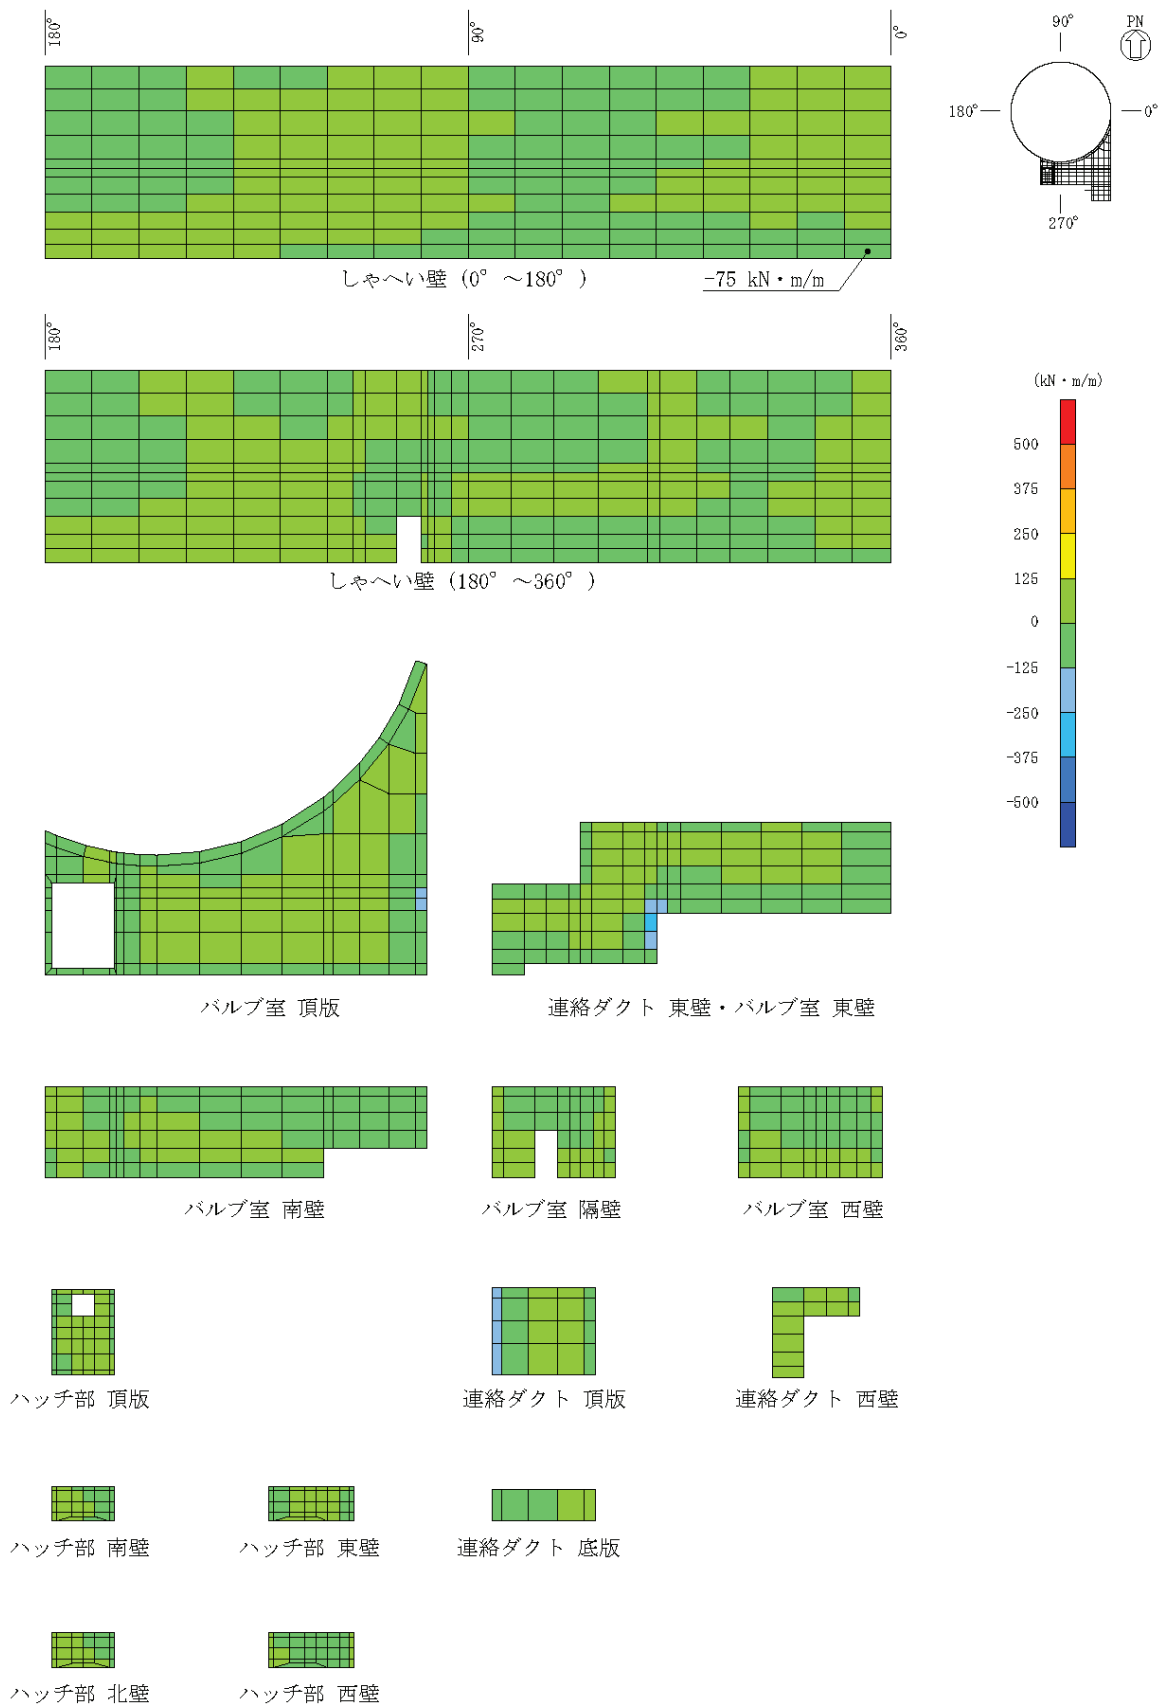 180°
90°
0°
90°
PN
180°
0°
270°
しゃへい壁 (0° ～180° )
-75 kN・m/m
180°
270°
360°
(kN・m/m)
500
375
250
125
0
-125
-250
-375
-500
しゃへい壁 (180° ～360° )
バルブ室 頂版
連絡ダクト 東壁・バルブ室 東壁
バルブ室 南壁
バルブ室 隔壁
バルブ室 西壁
ハッチ部 頂版
連絡ダクト 頂版
連絡ダクト 西壁
ハッチ部 南壁
ハッチ部 東壁
連絡ダクト 底版
ハッチ部 北壁
ハッチ部 西壁